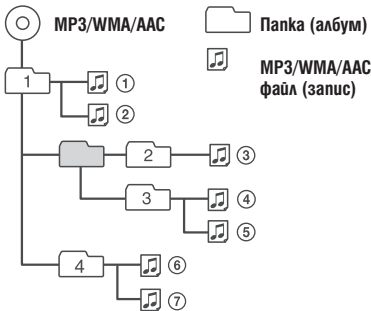 MP3/WMA/AAC
Папка (албум)
MP3/WMA/AAC
файл (запис)
1
①
②
2
③
3
④
⑤
4
⑥
⑦